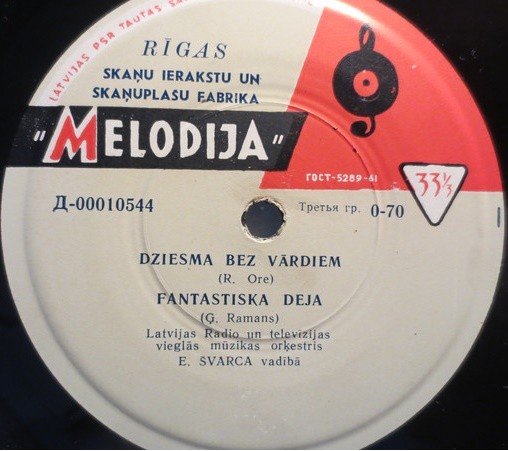 LATVIJAS PSR TAUTAS
RĪGAS
SKAŅU IERAKSTU UN
SKAŅUPLAŠU FABRIKA
"MELODIJA"
ГОСТ-5289-61
33⅓
Д-00010544
Третья гр. 0-70
DZIESMA BEZ VĀRDIEM
(R. Ore)
FANTASTISKA DEJA
(Ģ. Ramans)
Latvijas Radio un televīzijas
vieglās mūzikas orķestris
E. SVARCA vadībā